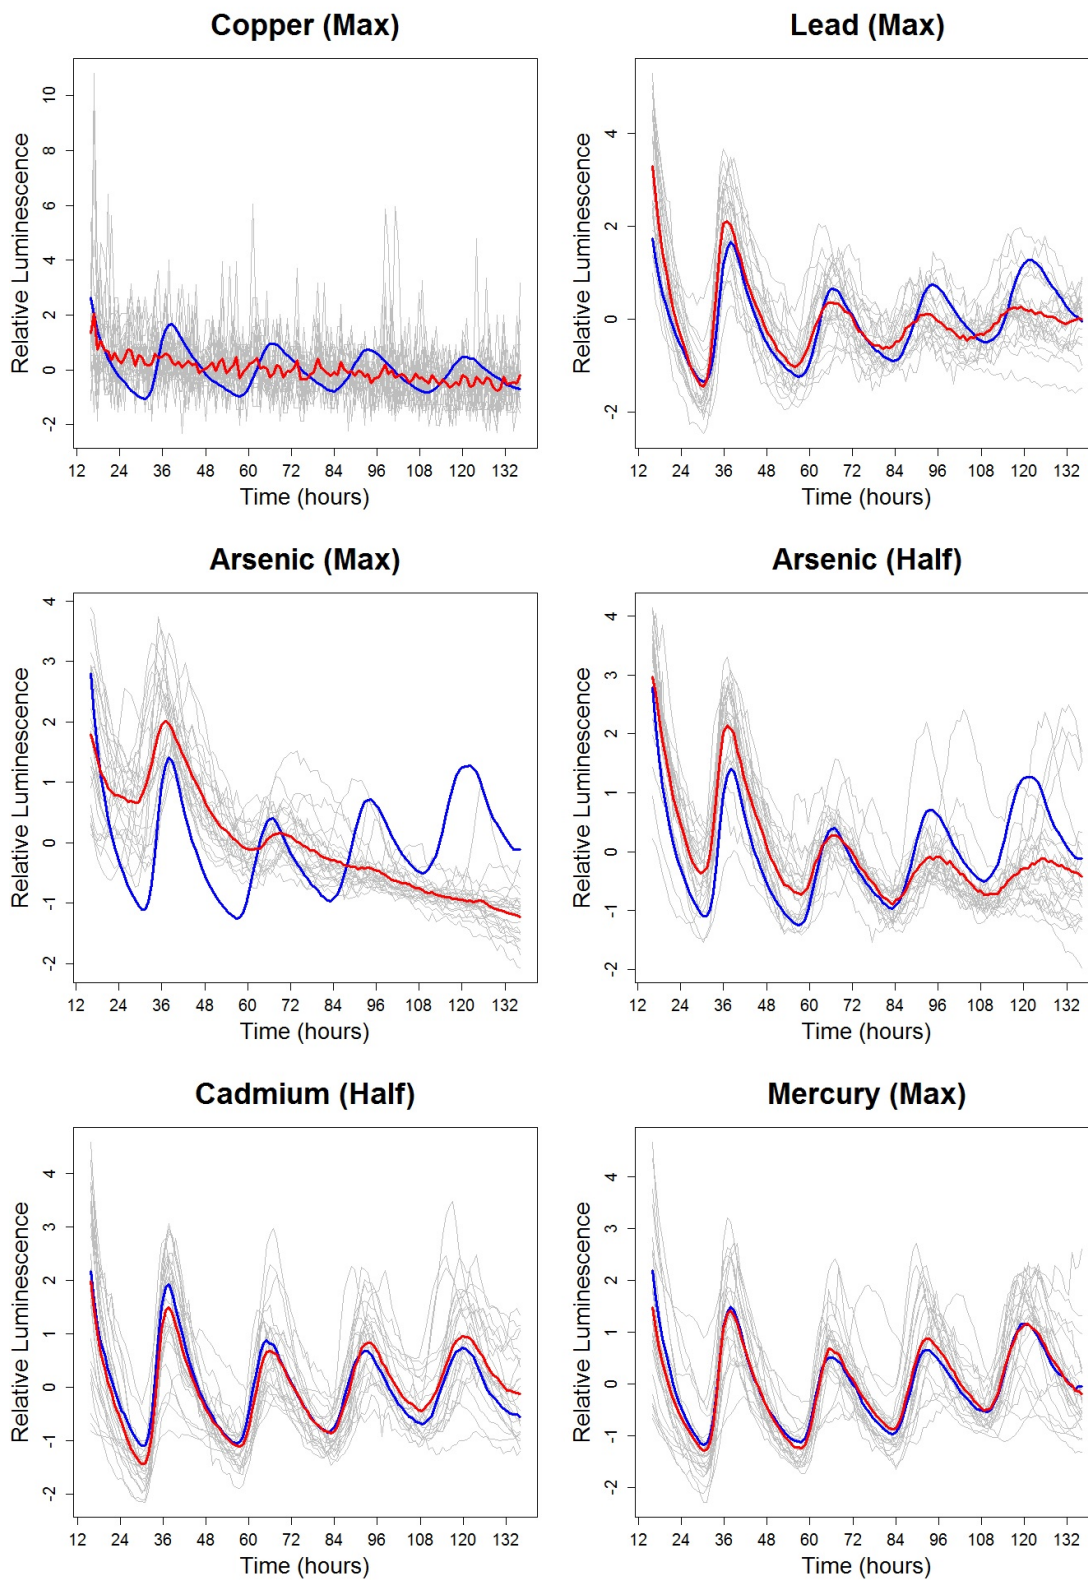 Copper (Max)
Relative Luminescence
10
8
6
4
2
0
-2
12 24 36 48 60 72 84 96 108 120 132
Time (hours)
Lead (Max)
Relative Luminescence
4
2
0
-2
12 24 36 48 60 72 84 96 108 120 132
Time (hours)
Arsenic (Max)
Relative Luminescence
4
3
2
1
0
-1
-2
12 24 36 48 60 72 84 96 108 120 132
Time (hours)
Arsenic (Half)
Relative Luminescence
4
3
2
1
0
-1
-2
12 24 36 48 60 72 84 96 108 120 132
Time (hours)
Cadmium (Half)
Relative Luminescence
4
3
2
1
0
-1
-2
12 24 36 48 60 72 84 96 108 120 132
Time (hours)
Mercury (Max)
Relative Luminescence
4
3
2
1
0
-1
-2
12 24 36 48 60 72 84 96 108 120 132
Time (hours)